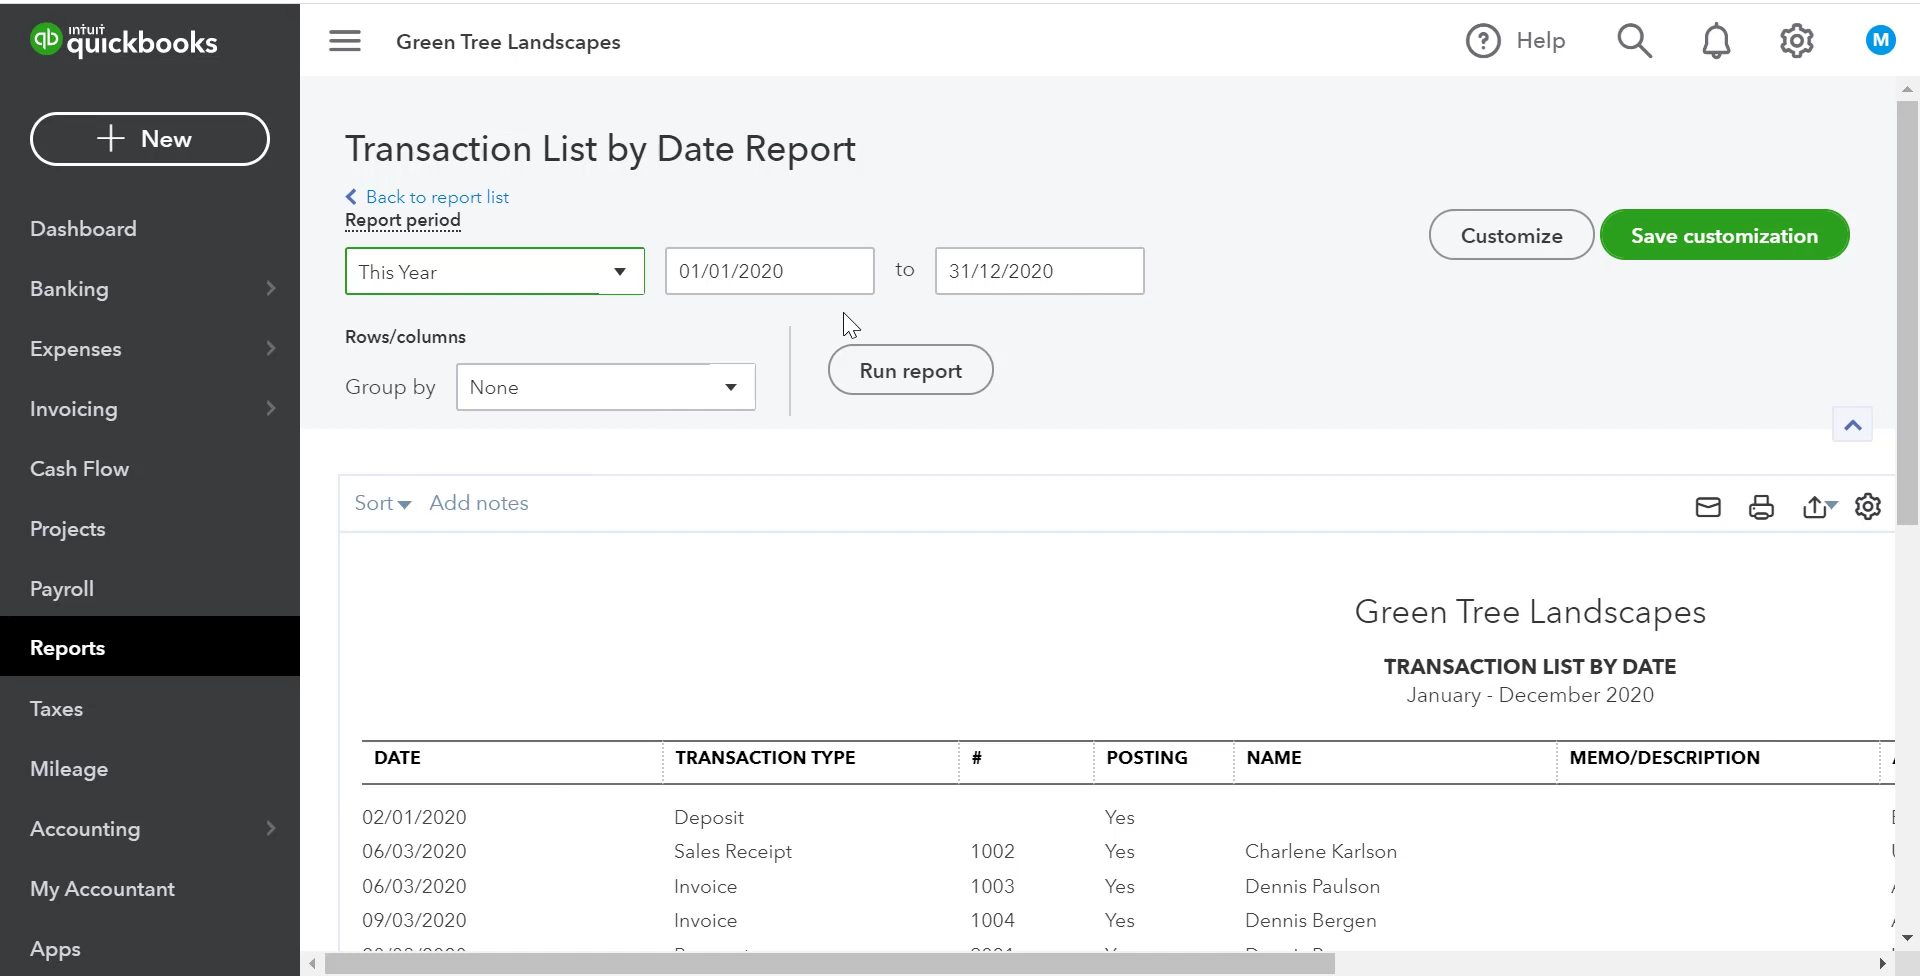 ıntuıt
quickbooks
Green Tree Landscapes
Help
M
New
Dashboard
Banking
Expenses
Invoicing
Cash Flow
Projects
Payroll
Reports
Taxes
Mileage
Accounting
My Accountant
Apps
Transaction List by Date Report
Back to report list
Report period
This Year
01/01/2020 to 31/12/2020
Customize
Save customization
Rows/columns
Group by None
Run report
Sort Add notes
Green Tree Landscapes
TRANSACTION LIST BY DATE
January - December 2020
DATE TRANSACTION TYPE # POSTING NAME MEMO/DESCRIPTION
02/01/2020 Deposit Yes
06/03/2020 Sales Receipt 1002 Yes Charlene Karlson
06/03/2020 Invoice 1003 Yes Dennis Paulson
09/03/2020 Invoice 1004 Yes Dennis Bergen